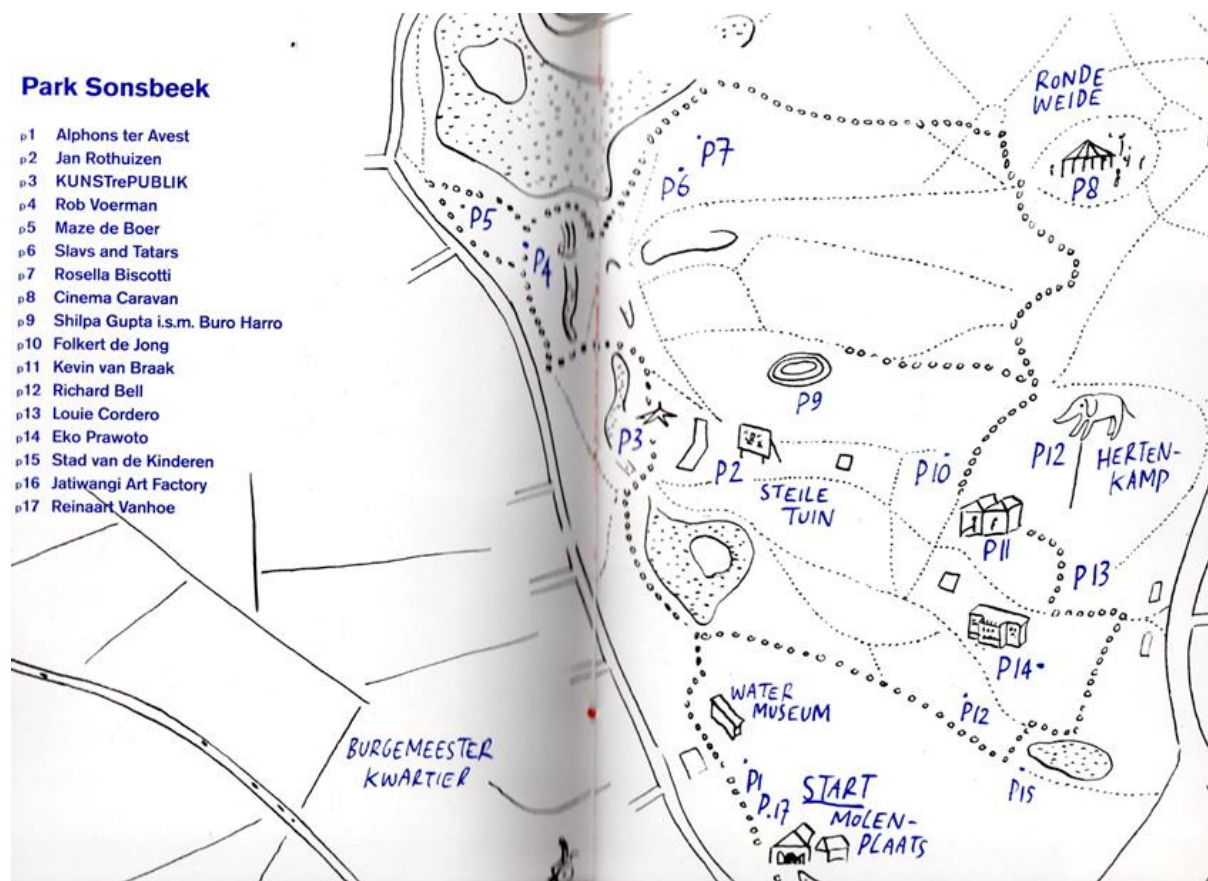 Park Sonsbeek
p1 Alphons ter Avest
p2 Jan Rothuizen
p3 KUNSTrePUBLIK
p4 Rob Voerman
p5 Maze de Boer
p6 Slavs and Tatars
p7 Rosella Biscotti
p8 Cinema Caravan
p9 Shilpa Gupta i.s.m. Buro Harro
p10 Folkert de Jong
p11 Kevin van Braak
p12 Richard Bell
p13 Louie Cordero
p14 Eko Prawoto
p15 Stad van de Kinderen
p16 Jatiwangi Art Factory
p17 Reinaart Vanhoe
RONDE
WEIDE
P8
P7
P6
P5
P4
P9
P3
P2
STEILE
TUIN
P10
P12
HERTEN-
KAMP
P11
P13
P14
WATER
MUSEUM
P12
BURGEMEESTER
KWARTIER
P1
P.17
START
MOLEN-
PLAATS
P15